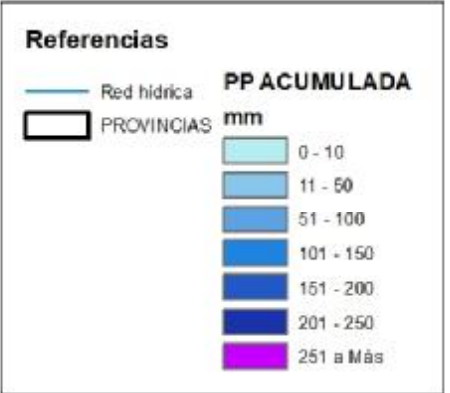 Referencias
Red hídrica
PROVINCIAS
PP ACUMULADA
mm
0 - 10
11 - 50
51 - 100
101 - 150
151 - 200
201 - 250
251 a Más